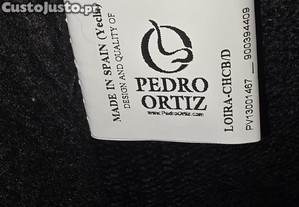 CustoJusto.pt
MADE IN SPAIN (Yecla)
DESIGN AND QUALITY OF
PEDRO
ORTIZ
www.PedroOrtiz.com
LOIRA-CHCB/D
PV13001467 __ 900394409